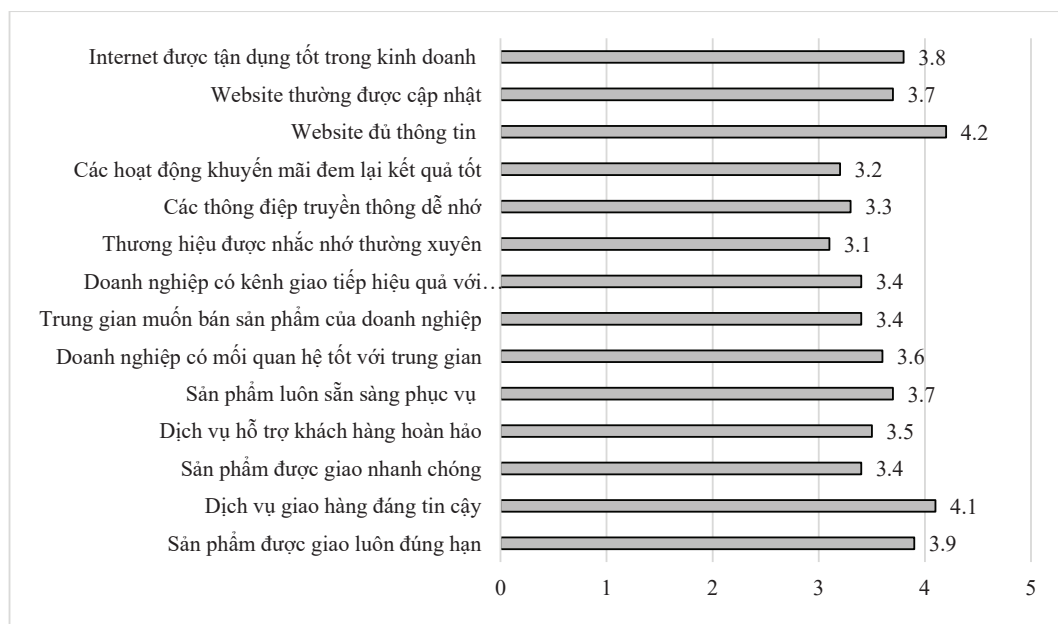 Internet được tận dụng tốt trong kinh doanh 3.8
Website thường được cập nhật 3.7
Website đủ thông tin 4.2
Các hoạt động khuyến mãi đem lại kết quả tốt 3.2
Các thông điệp truyền thông dễ nhớ 3.3
Thương hiệu được nhắc nhớ thường xuyên 3.1
Doanh nghiệp có kênh giao tiếp hiệu quả với… 3.4
Trung gian muốn bán sản phẩm của doanh nghiệp 3.4
Doanh nghiệp có mối quan hệ tốt với trung gian 3.6
Sản phẩm luôn sẵn sàng phục vụ 3.7
Dịch vụ hỗ trợ khách hàng hoàn hảo 3.5
Sản phẩm được giao nhanh chóng 3.4
Dịch vụ giao hàng đáng tin cậy 4.1
Sản phẩm được giao luôn đúng hạn 3.9
0 1 2 3 4 5